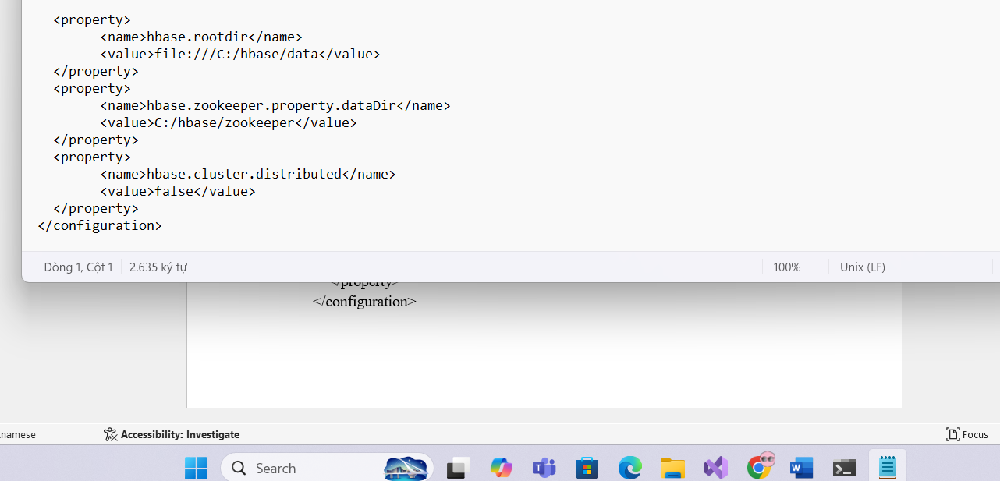 <property>
<name>hbase.rootdir</name>
<value>file:///C:/hbase/data</value>
</property>
<property>
<name>hbase.zookeeper.property.dataDir</name>
<value>C:/hbase/zookeeper</value>
</property>
<property>
<name>hbase.cluster.distributed</name>
<value>false</value>
</property>
</configuration>
Dòng 1, Cột 1
2.635 ký tự
100%
Unix (LF)
</property>
</configuration>
namese
Accessibility: Investigate
Focus
Search